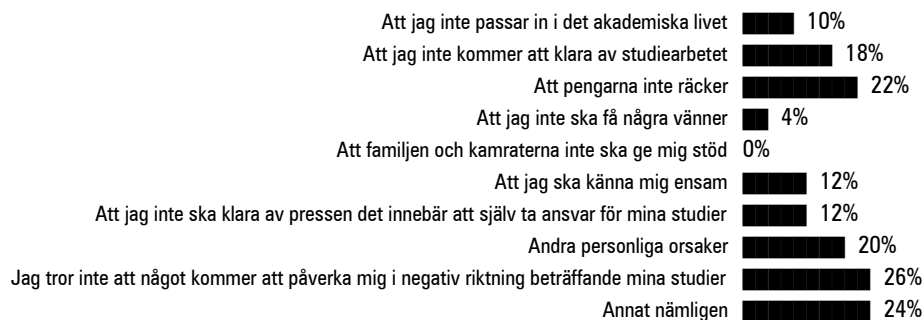 Att jag inte passar in i det akademiska livet 10%
Att jag inte kommer att klara av studiearbetet 18%
Att pengarna inte räcker 22%
Att jag inte ska få några vänner 4%
Att familjen och kamraterna inte ska ge mig stöd 0%
Att jag ska känna mig ensam 12%
Att jag inte ska klara av pressen det innebär att själv ta ansvar för mina studier 12%
Andra personliga orsaker 20%
Jag tror inte att något kommer att påverka mig i negativ riktning beträffande mina studier 26%
Annat nämligen 24%